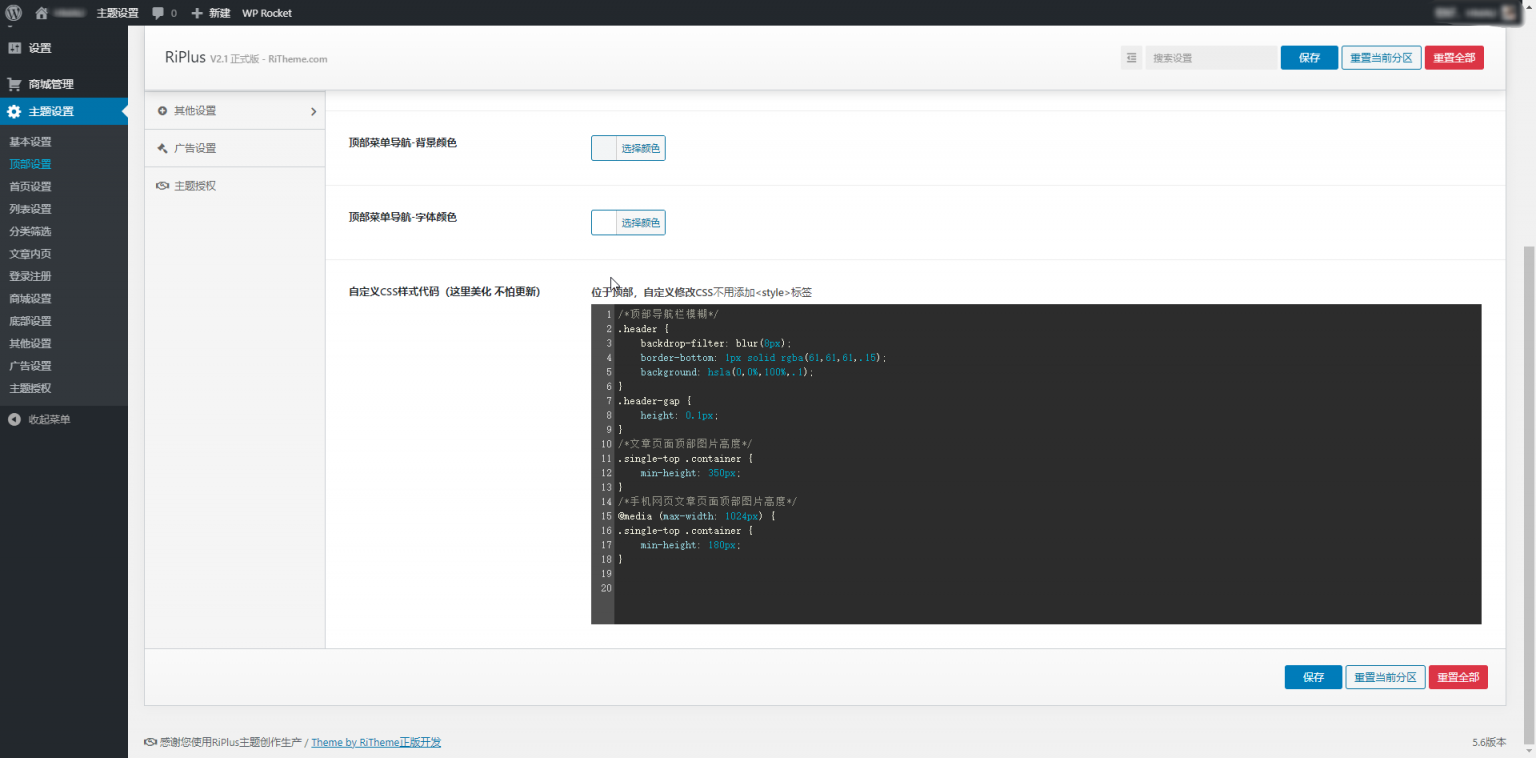 主题设置
0
新建
WP Rocket
设置
商城管理
主题设置
基本设置
顶部设置
首页设置
列表设置
分类筛选
文章内页
登录注册
商城设置
底部设置
其他设置
广告设置
主题授权
收起菜单
RiPlus V2.1 正式版 - RiTheme.com
搜索设置
保存
重置当前分区
重置全部
其他设置
广告设置
主题授权
顶部菜单导航-背景颜色
选择颜色
顶部菜单导航-字体颜色
选择颜色
自定义CSS样式代码（这里美化 不怕更新）
位于顶部，自定义修改CSS不用添加<style>标签
1 /*顶部导航栏模糊*/
2 .header {
3 backdrop-filter: blur(8px);
4 border-bottom: 1px solid rgba(61,61,61,.15);
5 background: hsla(0,0%,100%,.1);
6 }
7 .header-gap {
8 height: 0.1px;
9 }
10 /*文章页面顶部图片高度*/
11 .single-top .container {
12 min-height: 350px;
13 }
14 /*手机网页文章页面顶部图片高度*/
15 @media (max-width: 1024px) {
16 .single-top .container {
17 min-height: 180px;
18 }
19
20
保存
重置当前分区
重置全部
感谢您使用RiPlus主题创作生产 / Theme by RiTheme正版开发
5.6版本